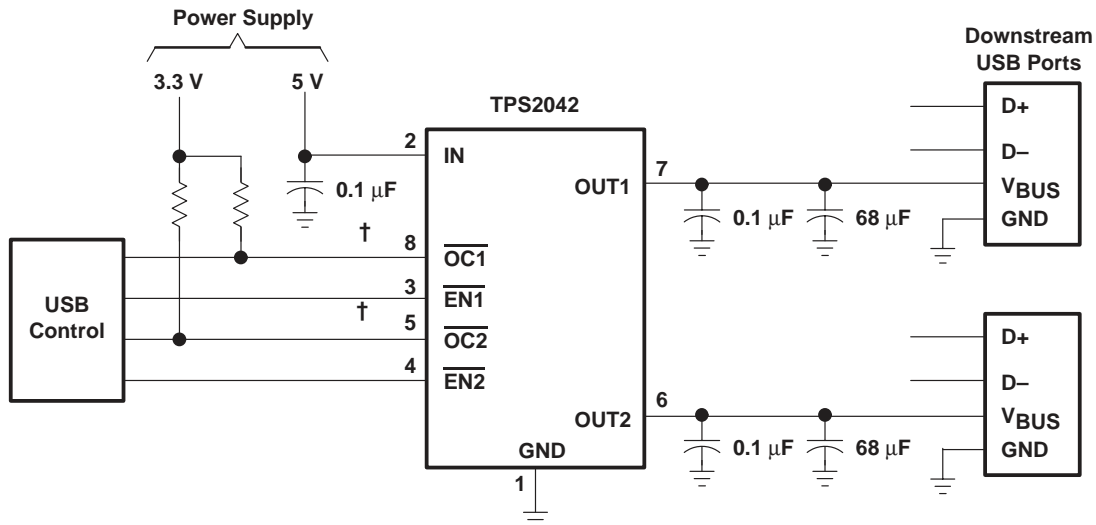 Power Supply
3.3 V
5 V
TPS2042
Downstream
USB Ports
2
IN
0.1 μF
†
8
OC1
3
EN1
†
5
OC2
4
EN2
USB
Control
7
OUT1
0.1 μF
68 μF
D+
D–
VBUS
GND
6
OUT2
0.1 μF
68 μF
D+
D–
VBUS
GND
GND
1